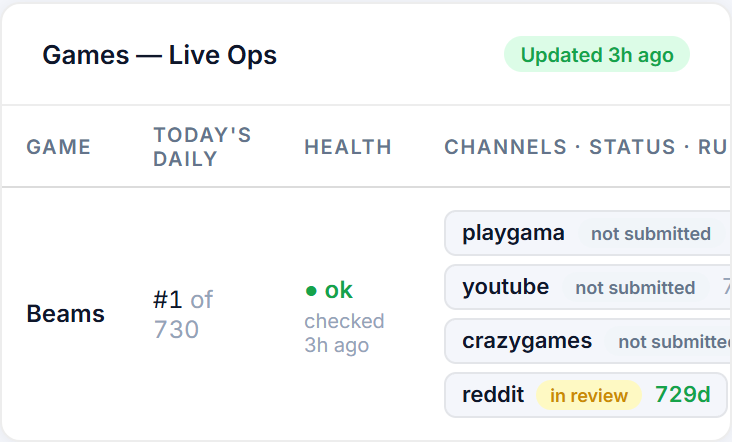 Games — Live Ops
Updated 3h ago
GAME
TODAY'S
DAILY
HEALTH
CHANNELS · STATUS · RU
Beams
#1 of
730
● ok
checked
3h ago
playgama not submitted
youtube not submitted
crazygames not submitted
reddit in review 729d